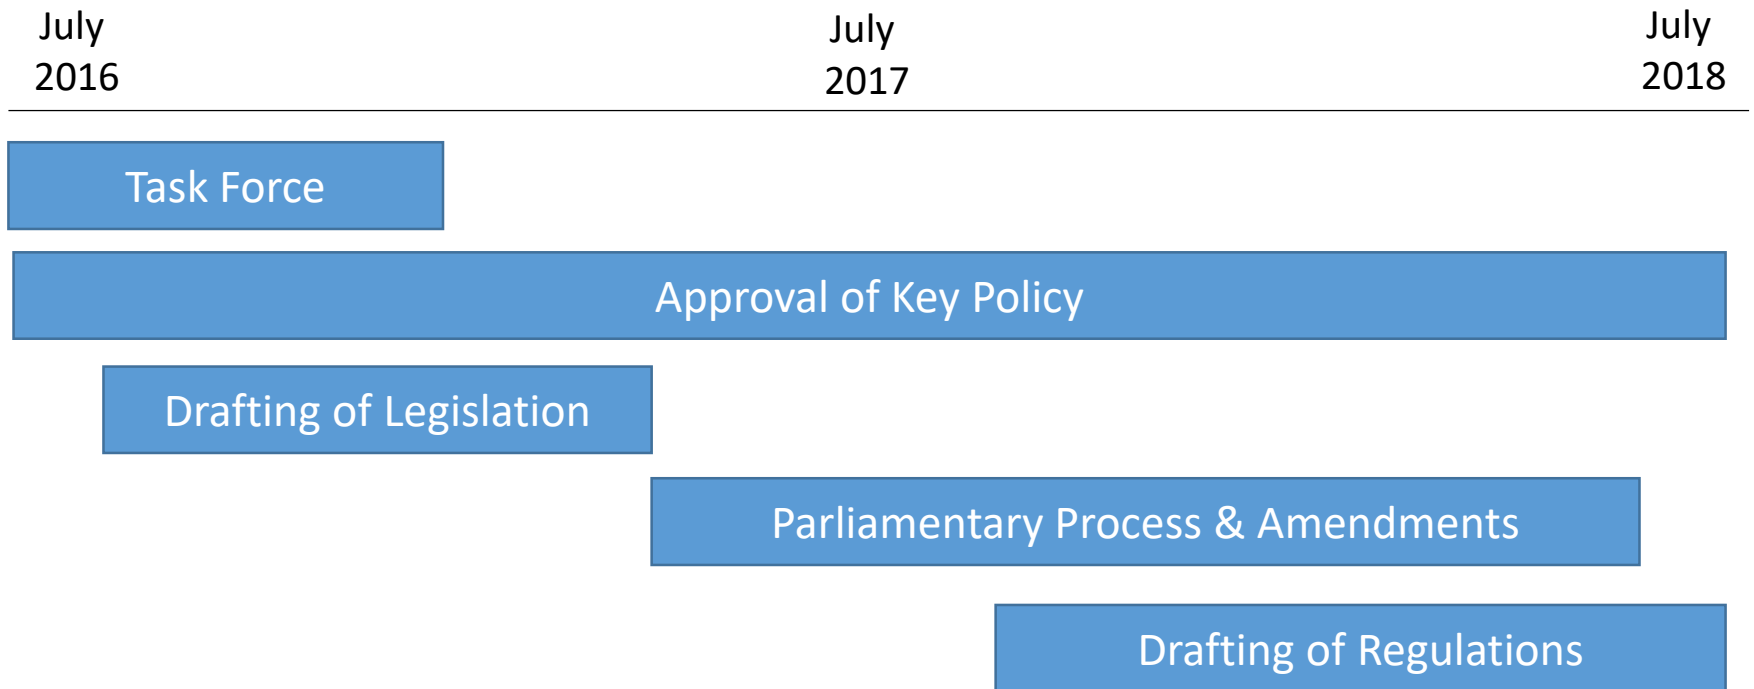 July
2016
July
2017
July
2018
Task Force
Approval of Key Policy
Drafting of Legislation
Parliamentary Process & Amendments
Drafting of Regulations